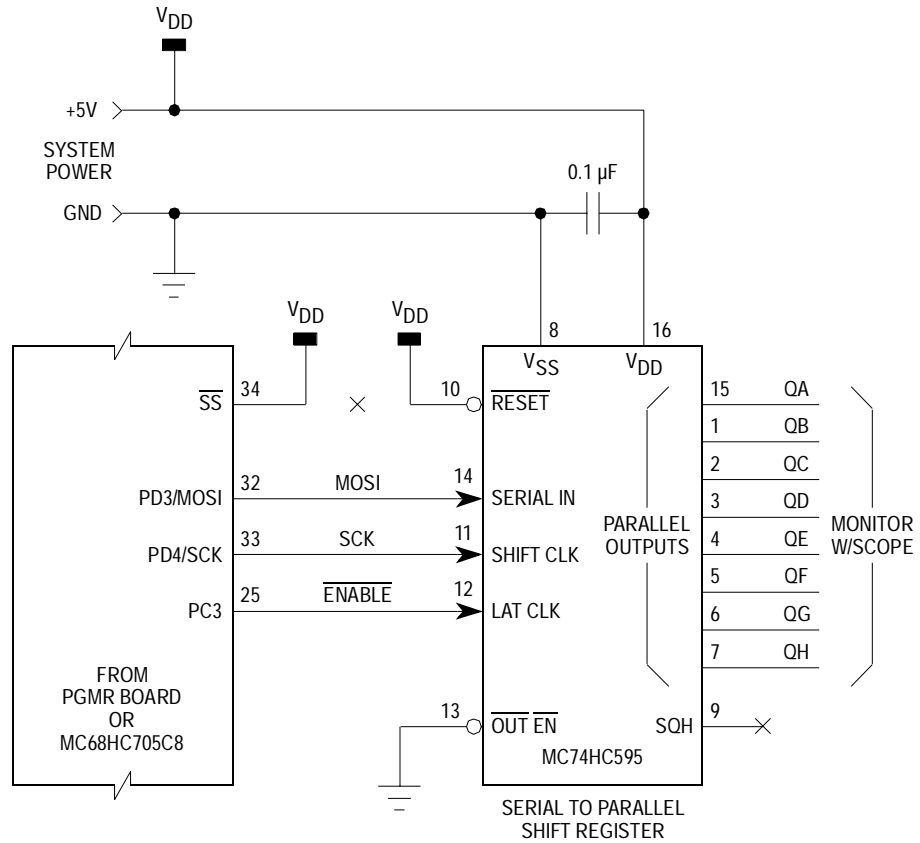 VDD
+5V
SYSTEM
POWER
0.1 µF
GND
VDD
VDD
8
16
VSS
VDD
34
SS
10
RESET
15
QA
1
QB
2
QC
3
QD
4
QE
5
QF
6
QG
7
QH
PARALLEL
OUTPUTS
MONITOR
W/SCOPE
PD3/MOSI
32
MOSI
14
SERIAL IN
PD4/SCK
33
SCK
11
SHIFT CLK
PC3
25
ENABLE
12
LAT CLK
FROM
PGMR BOARD
OR
MC68HC705C8
13
OUT EN
SQH
9
MC74HC595
SERIAL TO PARALLEL
SHIFT REGISTER